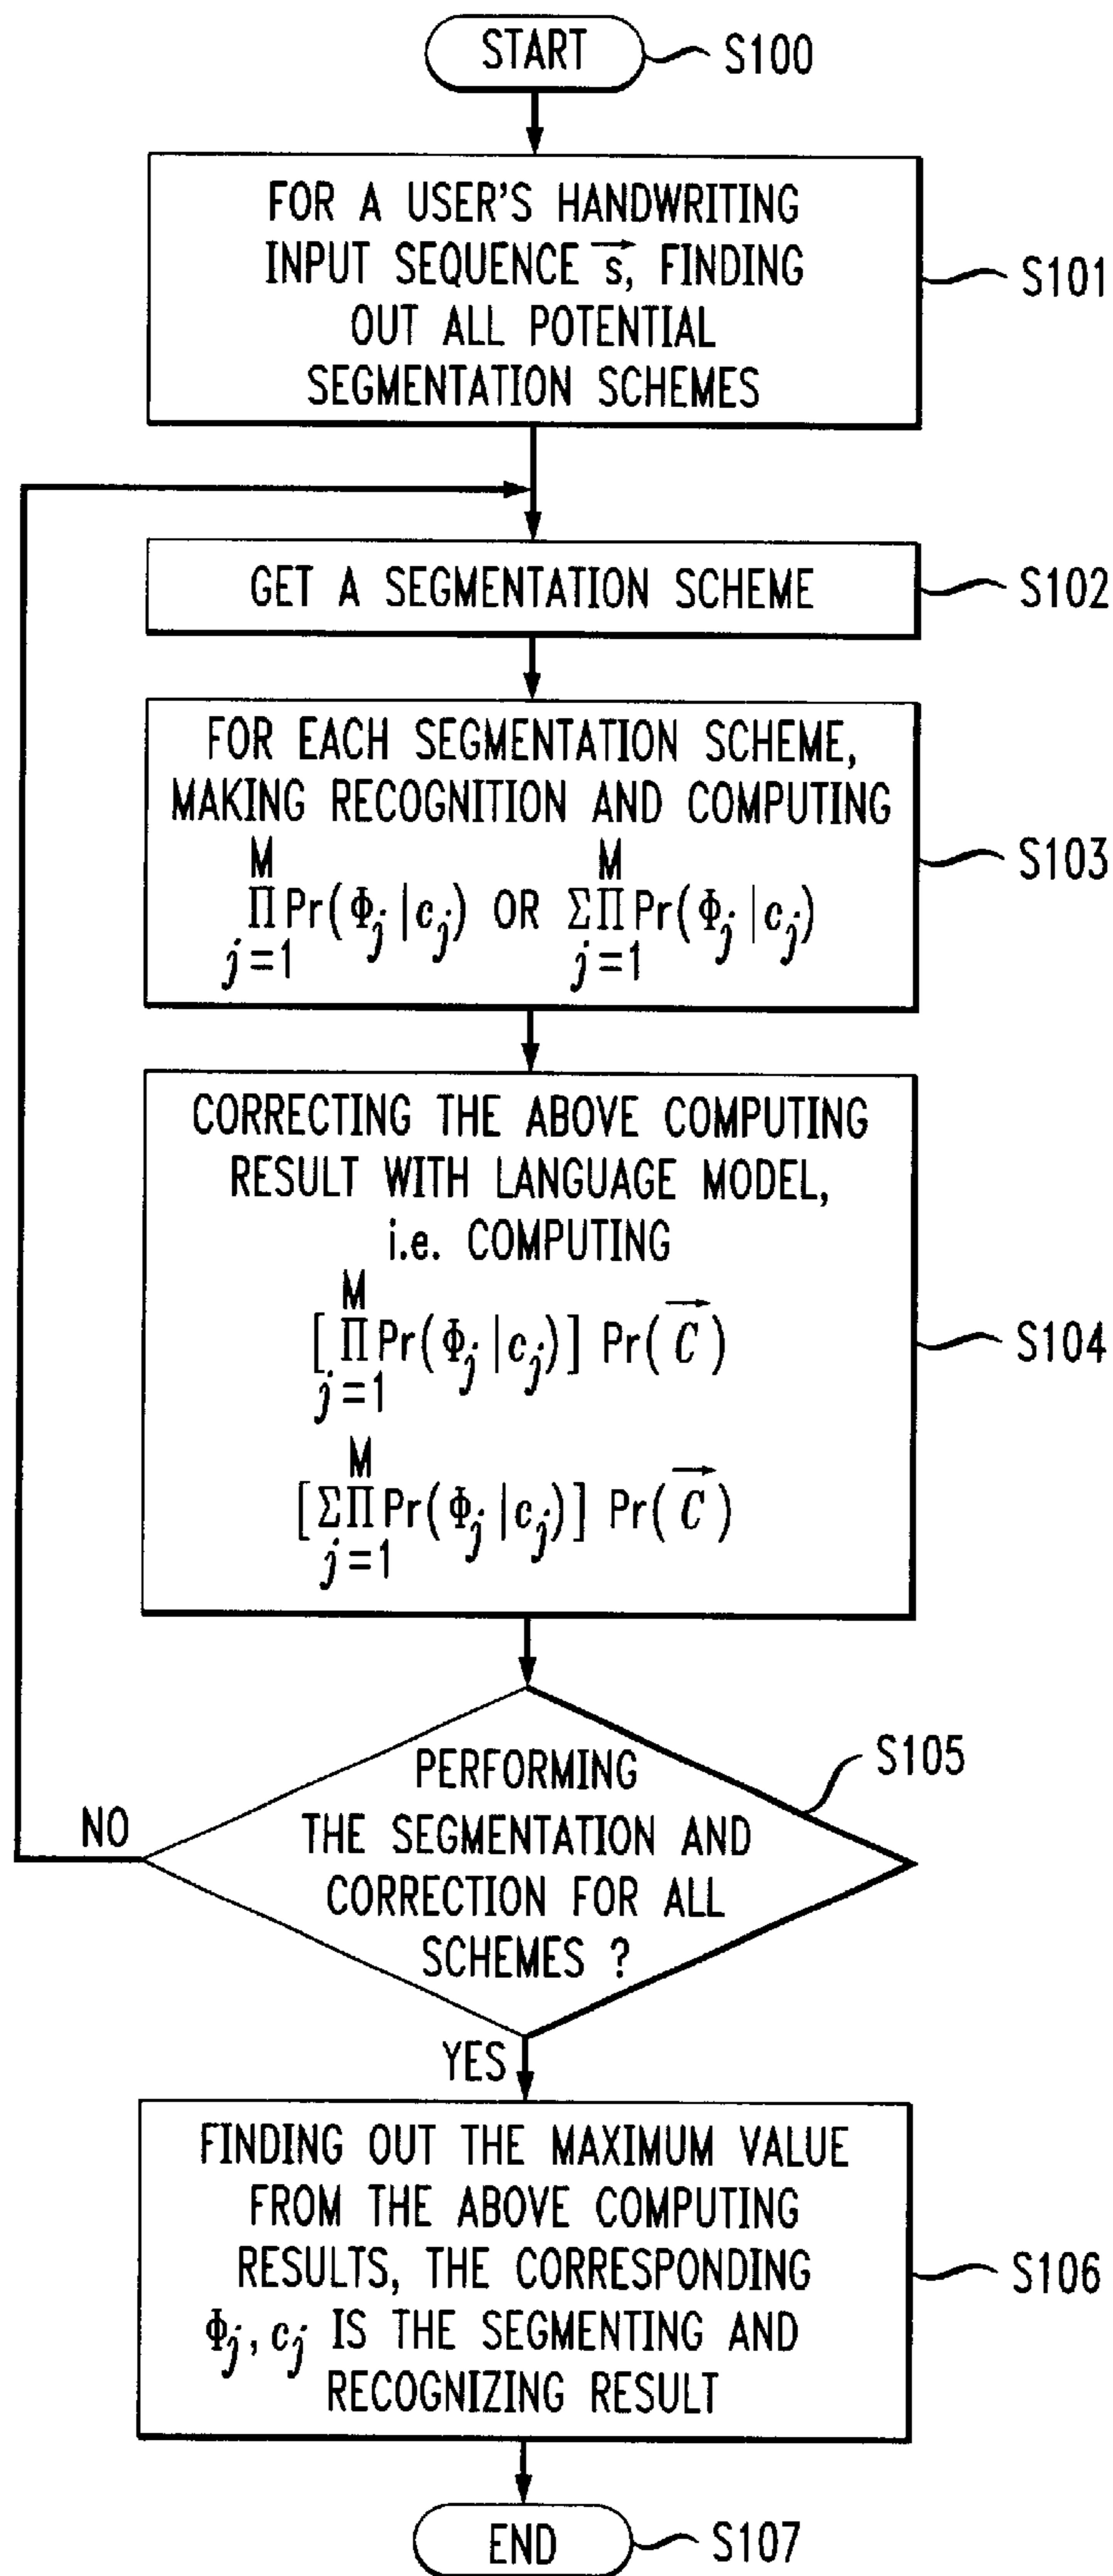 START
S100
FOR A USER'S HANDWRITING
INPUT SEQUENCE s⃗, FINDING
OUT ALL POTENTIAL
SEGMENTATION SCHEMES
S101
GET A SEGMENTATION SCHEME
S102
FOR EACH SEGMENTATION SCHEME,
MAKING RECOGNITION AND COMPUTING
M M
Π Pr(Φj |cj) OR ΣΠ Pr(Φj |cj)
j=1 j=1
S103
CORRECTING THE ABOVE COMPUTING
RESULT WITH LANGUAGE MODEL,
i.e. COMPUTING
M
[ Π Pr(Φj |cj)] Pr(C⃗)
j=1
M
[ΣΠ Pr(Φj |cj)] Pr(C⃗)
j=1
S104
PERFORMING
THE SEGMENTATION AND
CORRECTION FOR ALL
SCHEMES ?
S105
NO
YES
FINDING OUT THE MAXIMUM VALUE
FROM THE ABOVE COMPUTING
RESULTS, THE CORRESPONDING
Φj, cj IS THE SEGMENTING AND
RECOGNIZING RESULT
S106
END
S107